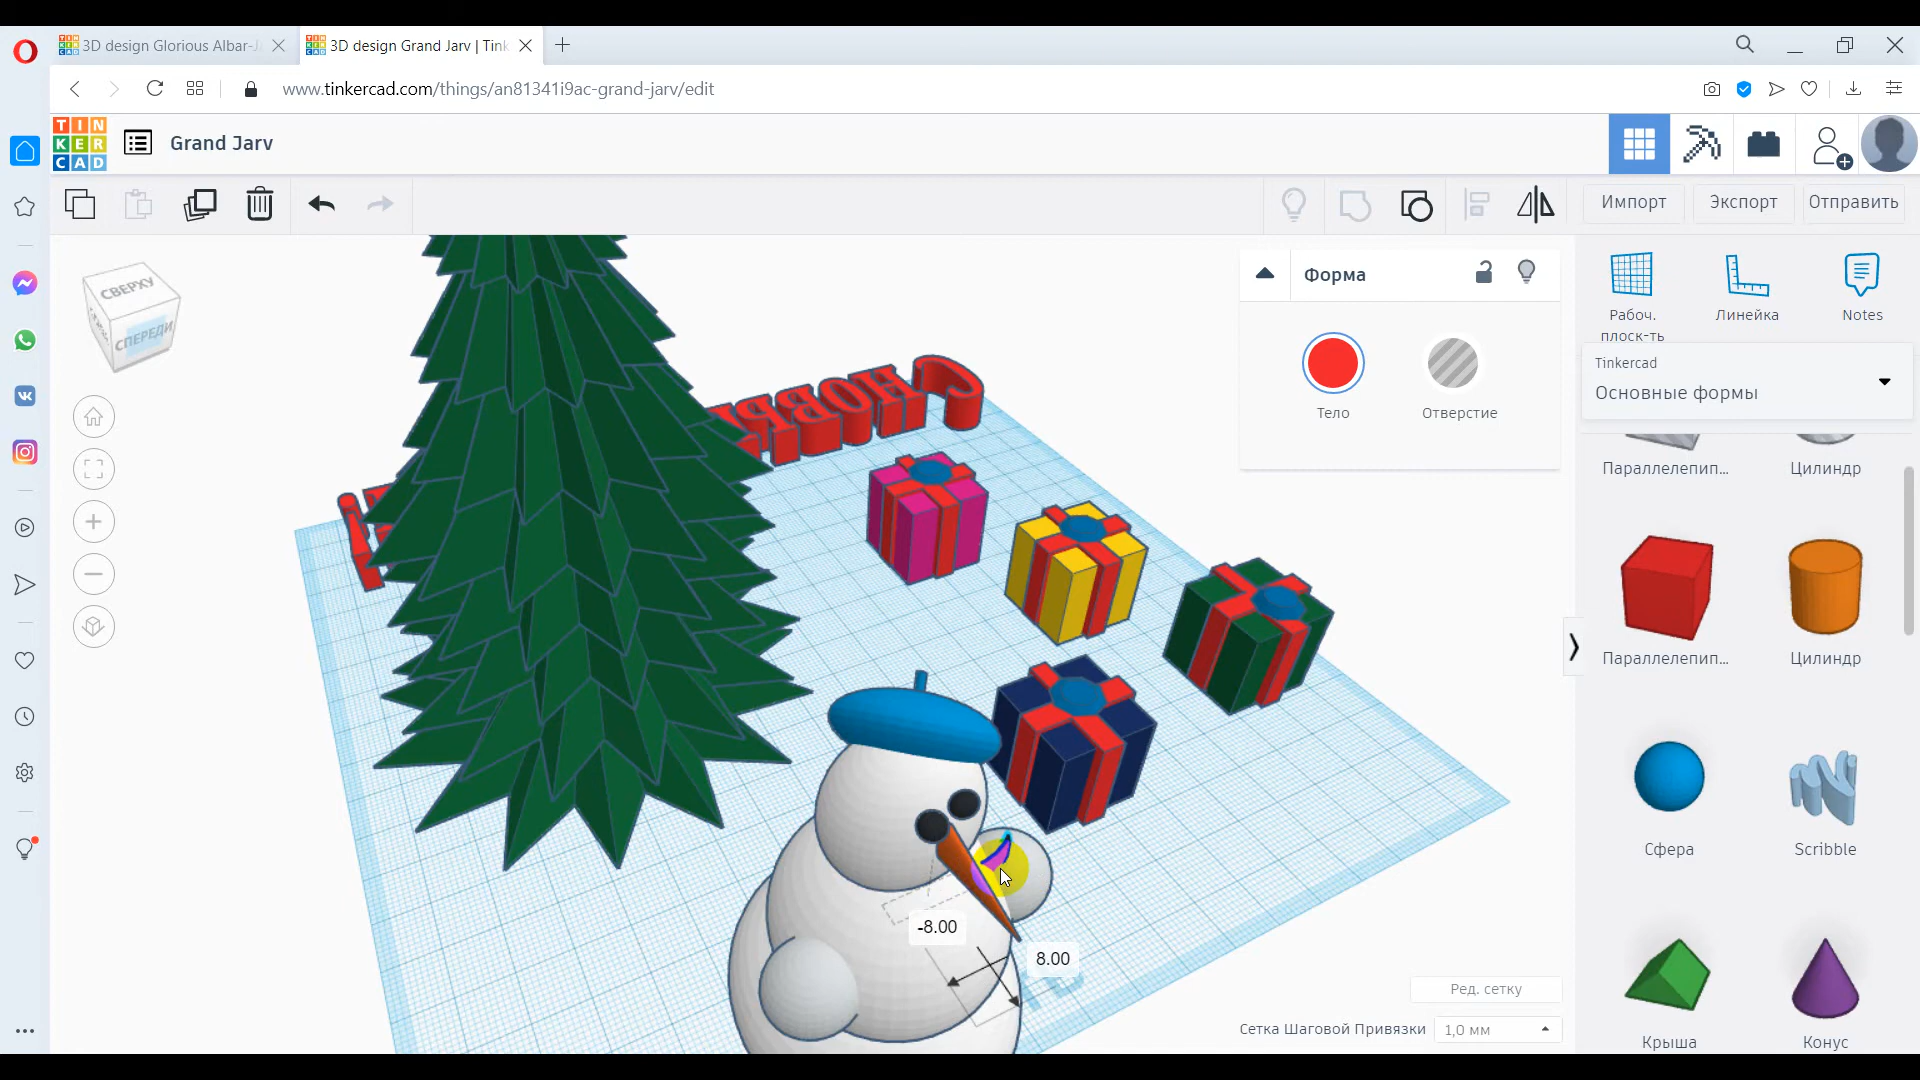 3D design Glorious Albar-J
3D design Grand Jarv | Tink
www.tinkercad.com/things/an81341i9ac-grand-jarv/edit
TIN
KER
CAD
Grand Jarv
Импорт
Экспорт
Отправить
СВЕРХУ
СПЕРЕДИ
Форма
Тело
Отверстие
Рабоч.
плоск-ть
Линейка
Notes
Tinkercad
Основные формы
Параллелепип...
Цилиндр
Параллелепип...
Цилиндр
Сфера
Scribble
Крыша
Конус
С НОВЫ
-8.00
8.00
Ред. сетку
Сетка Шаговой Привязки
1,0 мм